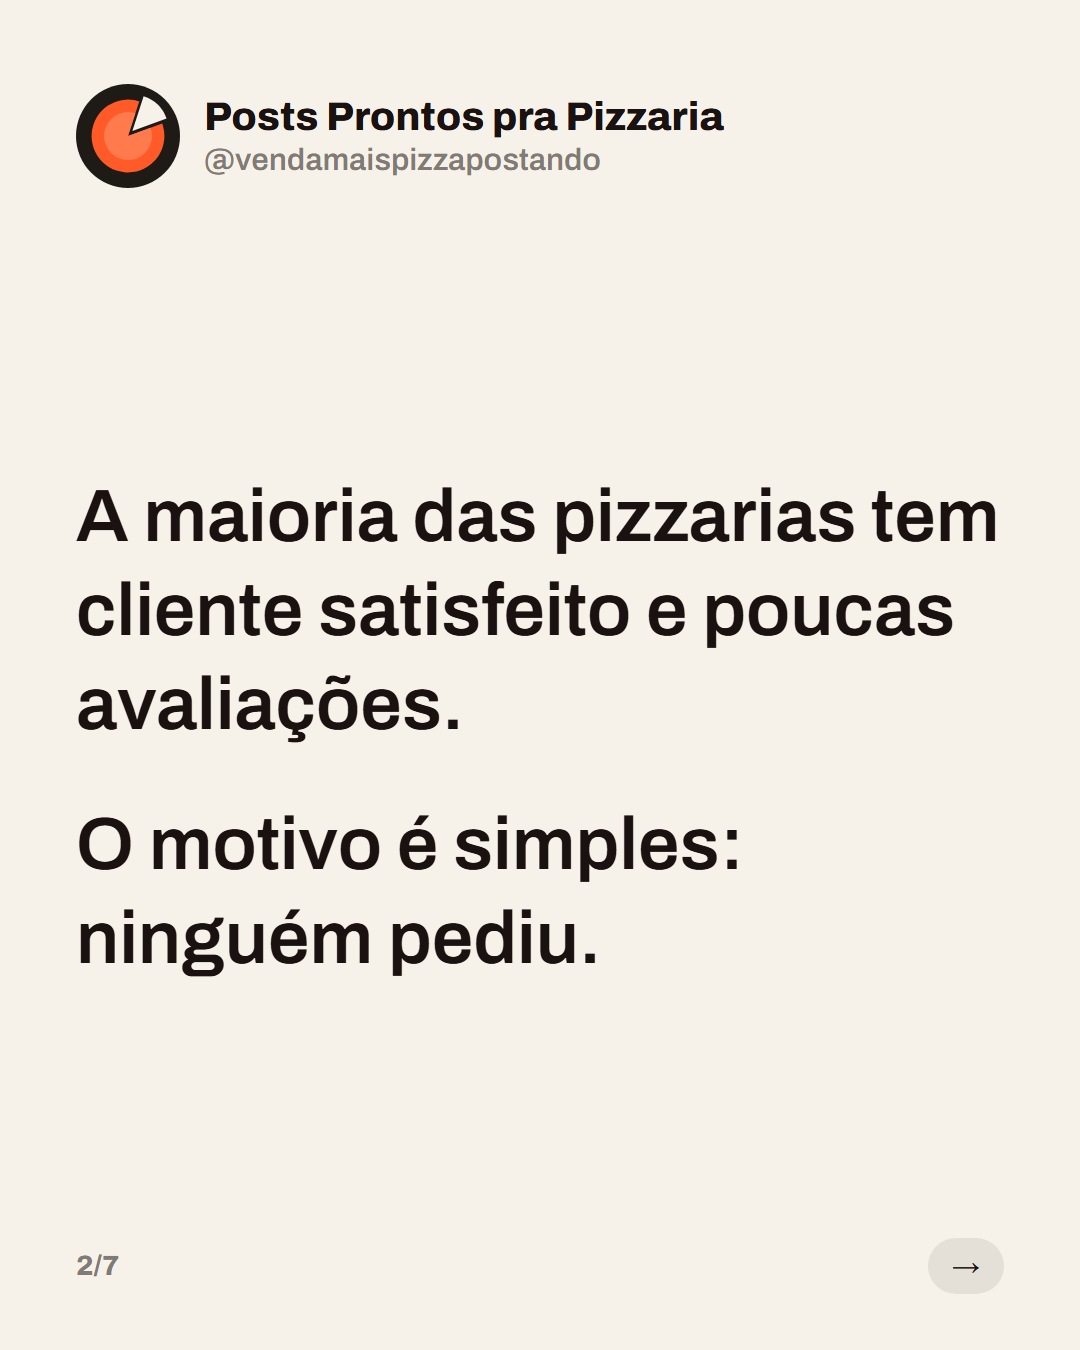 Posts Prontos pra Pizzaria
@vendamaispizzapostando
A maioria das pizzarias tem
cliente satisfeito e poucas
avaliações.
O motivo é simples:
ninguém pediu.
2/7
→